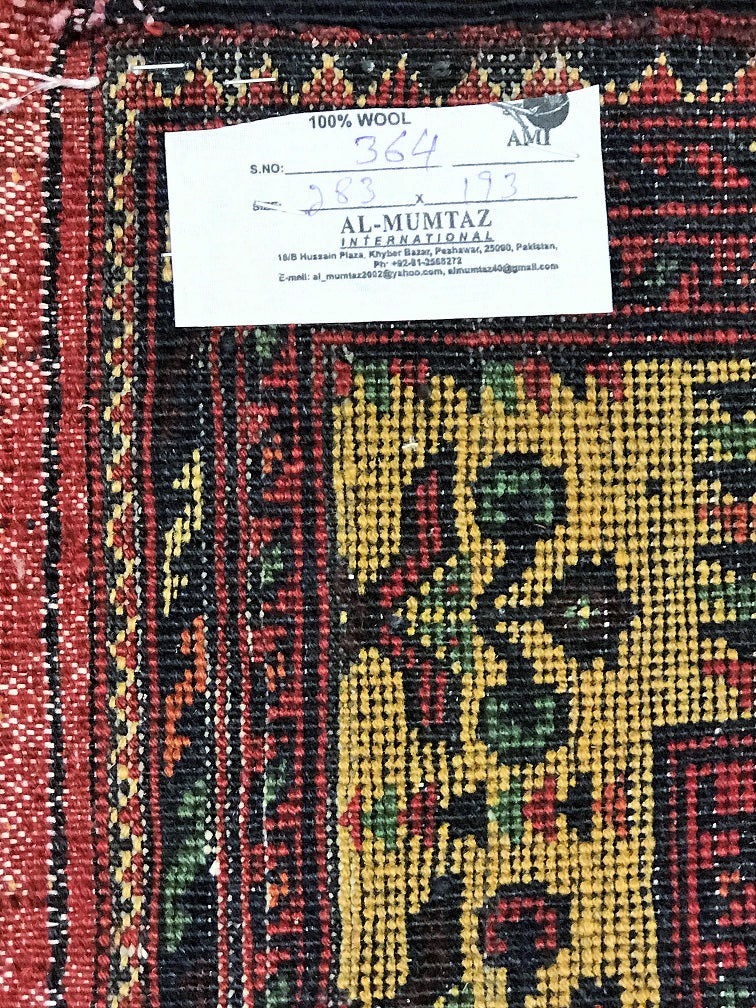 100% WOOL
AMI
S.NO: 364
283 x 193
AL-MUMTAZ
INTERNATIONAL
16/B Hussain Plaza, Khyber Bazar, Peshawar, 25000, Pakistan,
Ph: +92-91-2568272
E-mail: al_mumtaz2002@yahoo.com, almumtaz40@gmail.com